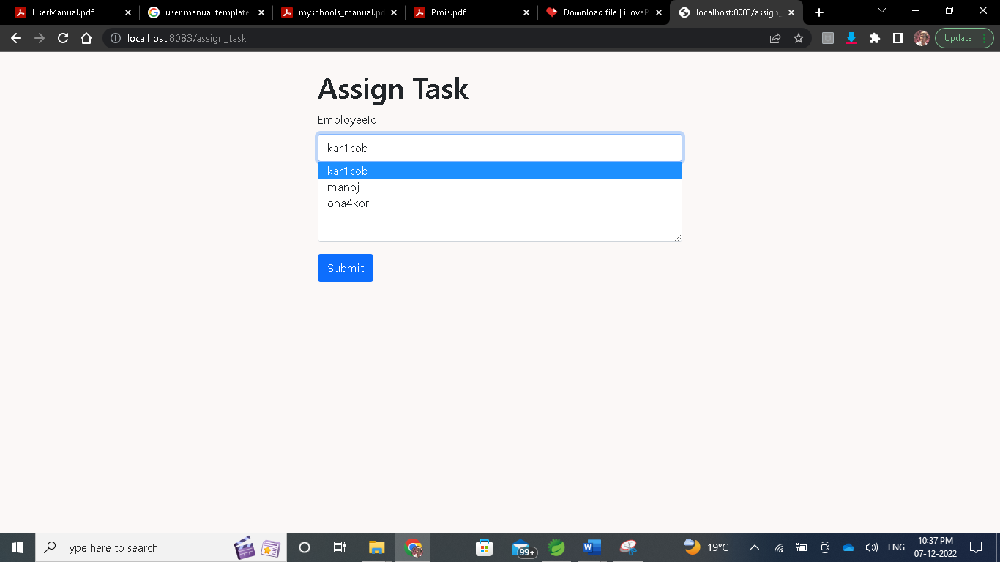 UserManual.pdf
user manual template
myschools_manual.pd
Pmis.pdf
Download file | iLoveP
localhost:8083/assign_
localhost:8083/assign_task
Update
Assign Task
EmployeeId
kar1cob
kar1cob
manoj
ona4kor
Submit
Type here to search
99+
19°C
ENG
10:37 PM
07-12-2022